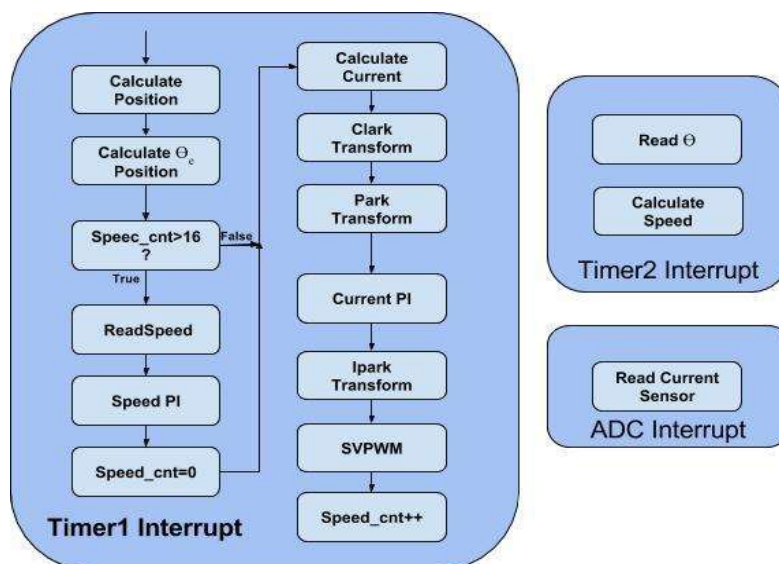 Calculate
Position
Calculate Θe
Position
Speec_cnt>16
?
False
True
ReadSpeed
Speed PI
Speed_cnt=0
Timer1 Interrupt
Calculate
Current
Clark
Transform
Park
Transform
Current PI
Ipark
Transform
SVPWM
Speed_cnt++
Read Θ
Calculate
Speed
Timer2 Interrupt
Read Current
Sensor
ADC Interrupt